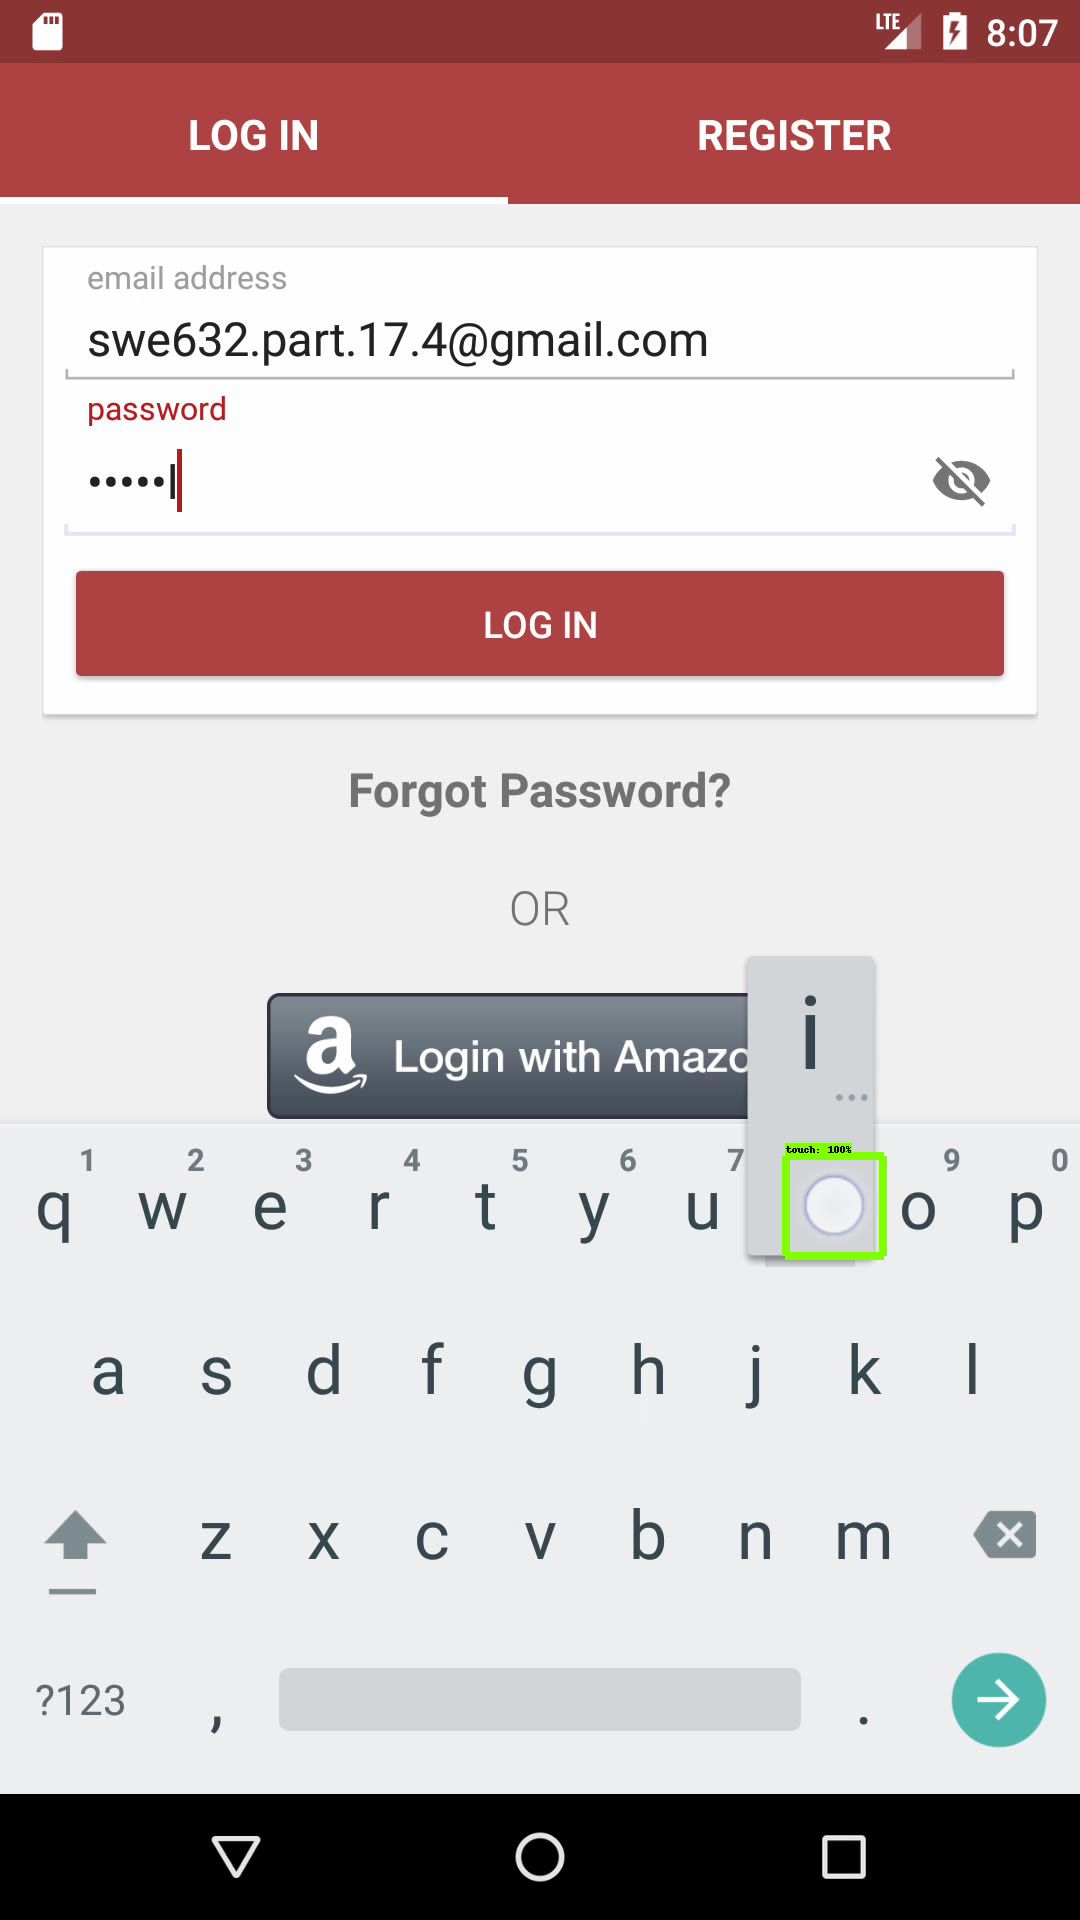 LTE 8:07
LOG IN REGISTER
email address
swe632.part.17.4@gmail.com
password
•••••l
LOG IN
Forgot Password?
OR
a Login with Amazo
i
...
touch: 100%
1 2 3 4 5 6 7 9 0
q w e r t y u o p
a s d f g h j k l
z x c v b n m
?123 , .